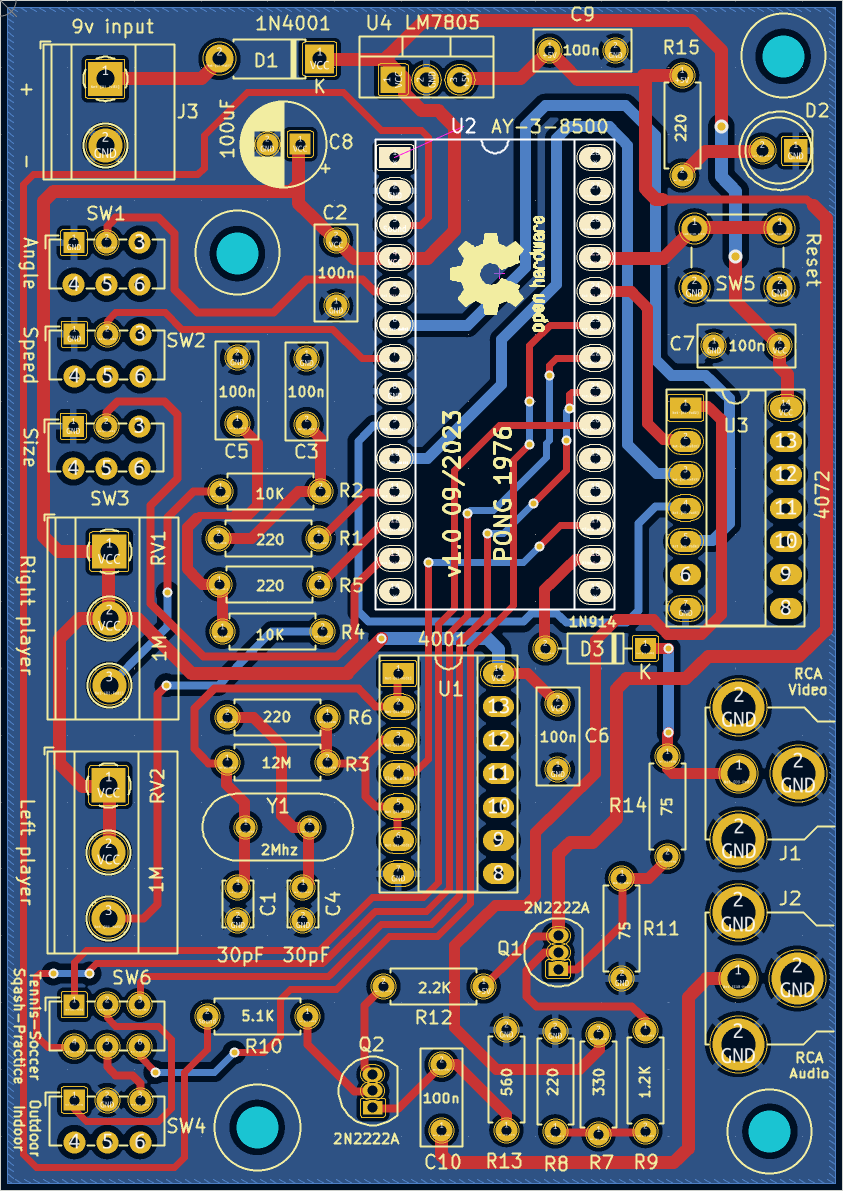 9v input
1N4001
U4
LM7805
C9
+
-
J3
D1
K
VCC
100n
R15
220
D2
GND
100uF
C8
+
U2
AY-3-8500
SW1
Angle
3
4
5
6
C2
100n
open hardware
SW5
Reset
SW2
Speed
3
4
5
6
C7
100n
100n
C5
100n
C3
U3
4072
13
12
11
10
9
8
6
SW3
Size
4
5
6
10K
R2
220
R1
220
R5
10K
R4
v1.0 09/2023
PONG 1976
RV1
1M
Right player
VCC
1N914
D3
K
4001
U1
13
12
11
10
9
8
220
R6
12M
R3
Y1
2Mhz
100n
C6
RCA
Video
2
GND
1
2
GND
2
GND
J1
R14
75
RV2
1M
Left player
VCC
C1
30pF
C4
30pF
2N2222A
Q1
75
R11
J2
2
GND
1
2
GND
2
GND
RCA
Audio
SW6
Tennis-Soccer
Sqash-Practice
5.1K
R10
2.2K
R12
Q2
2N2222A
100n
C10
560
R13
220
R8
330
R7
1.2K
R9
SW4
Outdoor
Indoor
4
5
6